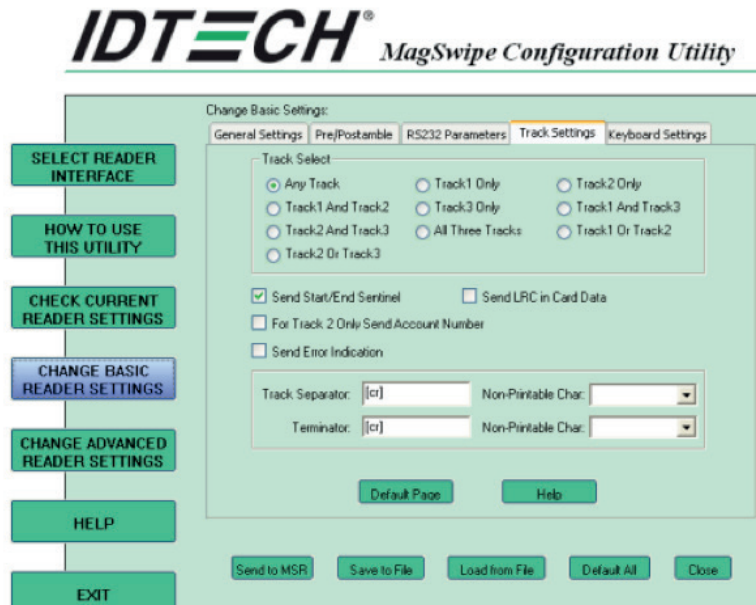 IDTECH®
MagSwipe Configuration Utility
Change Basic Settings:
General Settings Pre/Postamble RS232 Parameters Track Settings Keyboard Settings
SELECT READER
INTERFACE
HOW TO USE
THIS UTILITY
CHECK CURRENT
READER SETTINGS
CHANGE BASIC
READER SETTINGS
CHANGE ADVANCED
READER SETTINGS
HELP
EXIT
Track Select
Any Track Track1 Only Track2 Only
Track1 And Track2 Track3 Only Track1 And Track3
Track2 And Track3 All Three Tracks Track1 Or Track2
Track2 Or Track3
Send Start/End Sentinel Send LRC in Card Data
For Track 2 Only Send Account Number
Send Error Indication
Track Separator: [cr] Non-Printable Char:
Terminator: [cr] Non-Printable Char:
Default Page Help
Send to MSR Save to File Load from File Default All Close